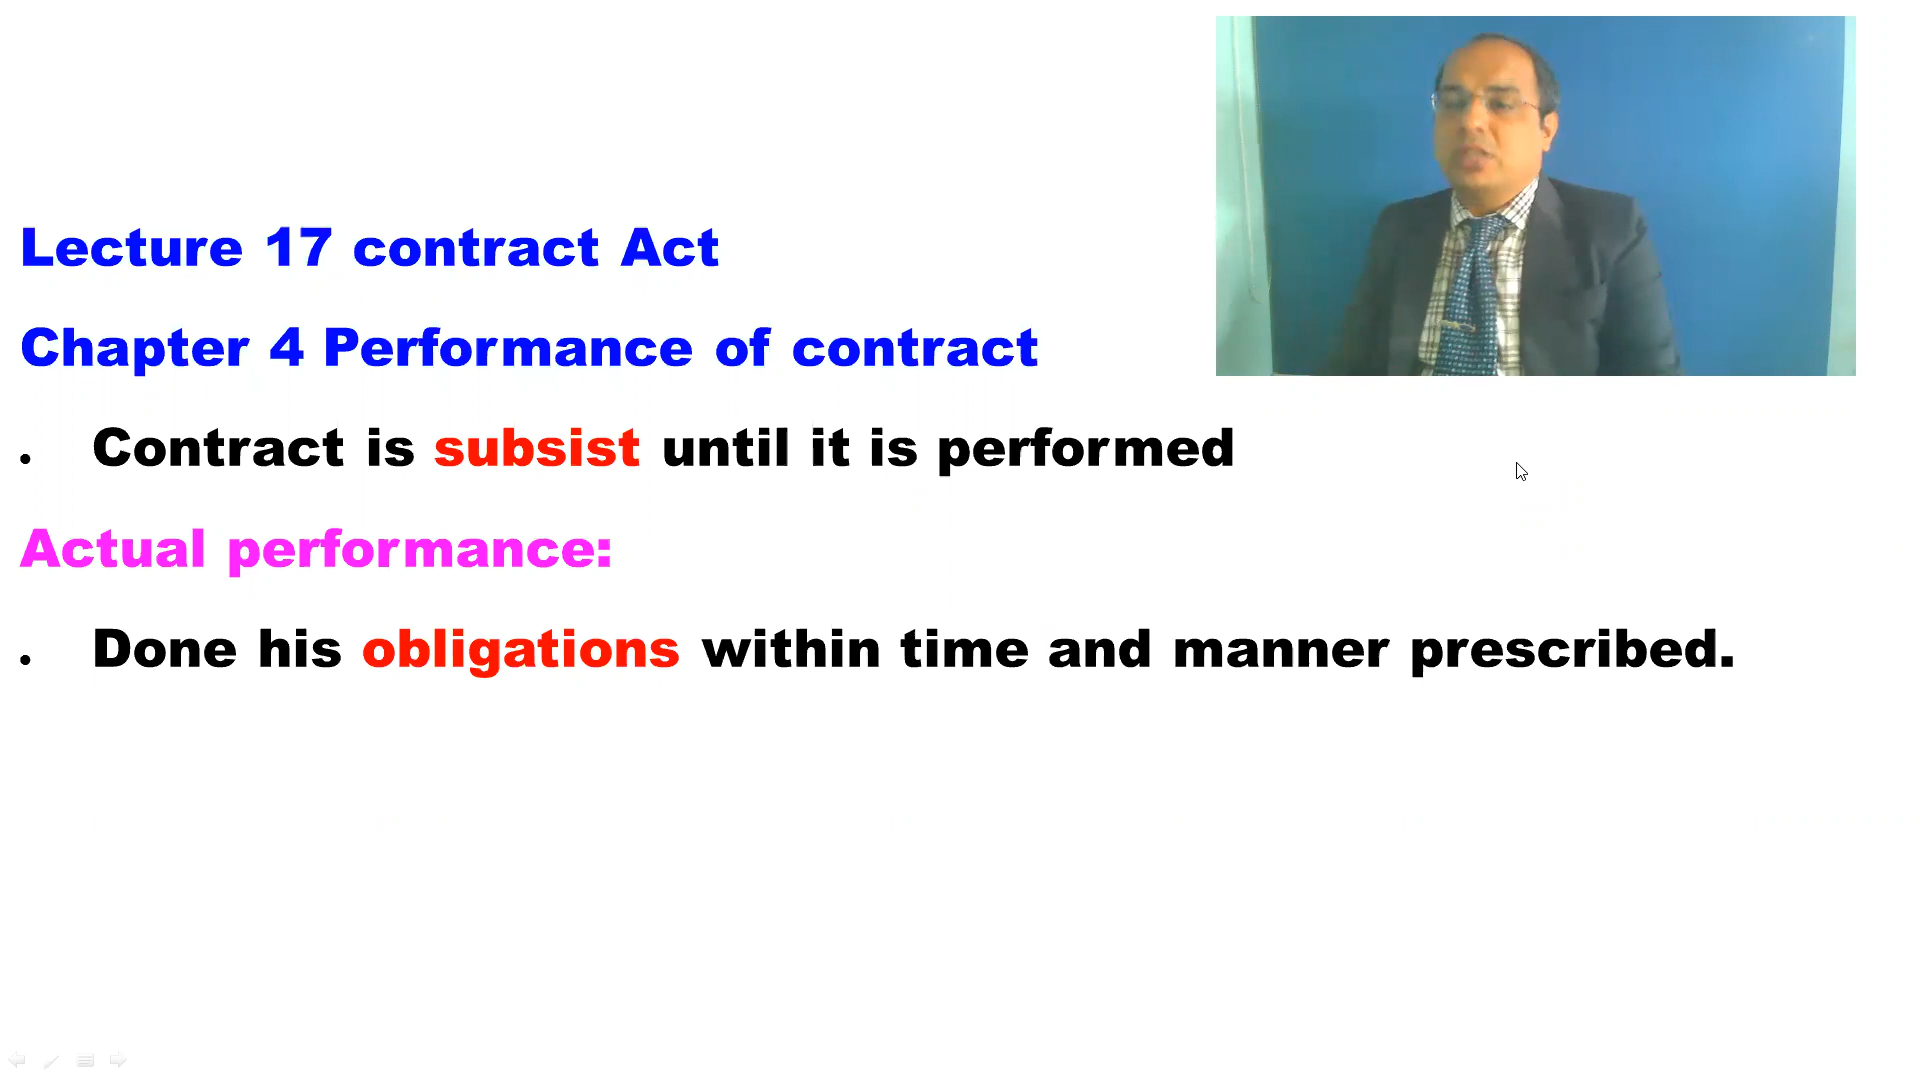 Lecture 17 contract Act
Chapter 4 Performance of contract
• Contract is subsist until it is performed
Actual performance:
• Done his obligations within time and manner prescribed.